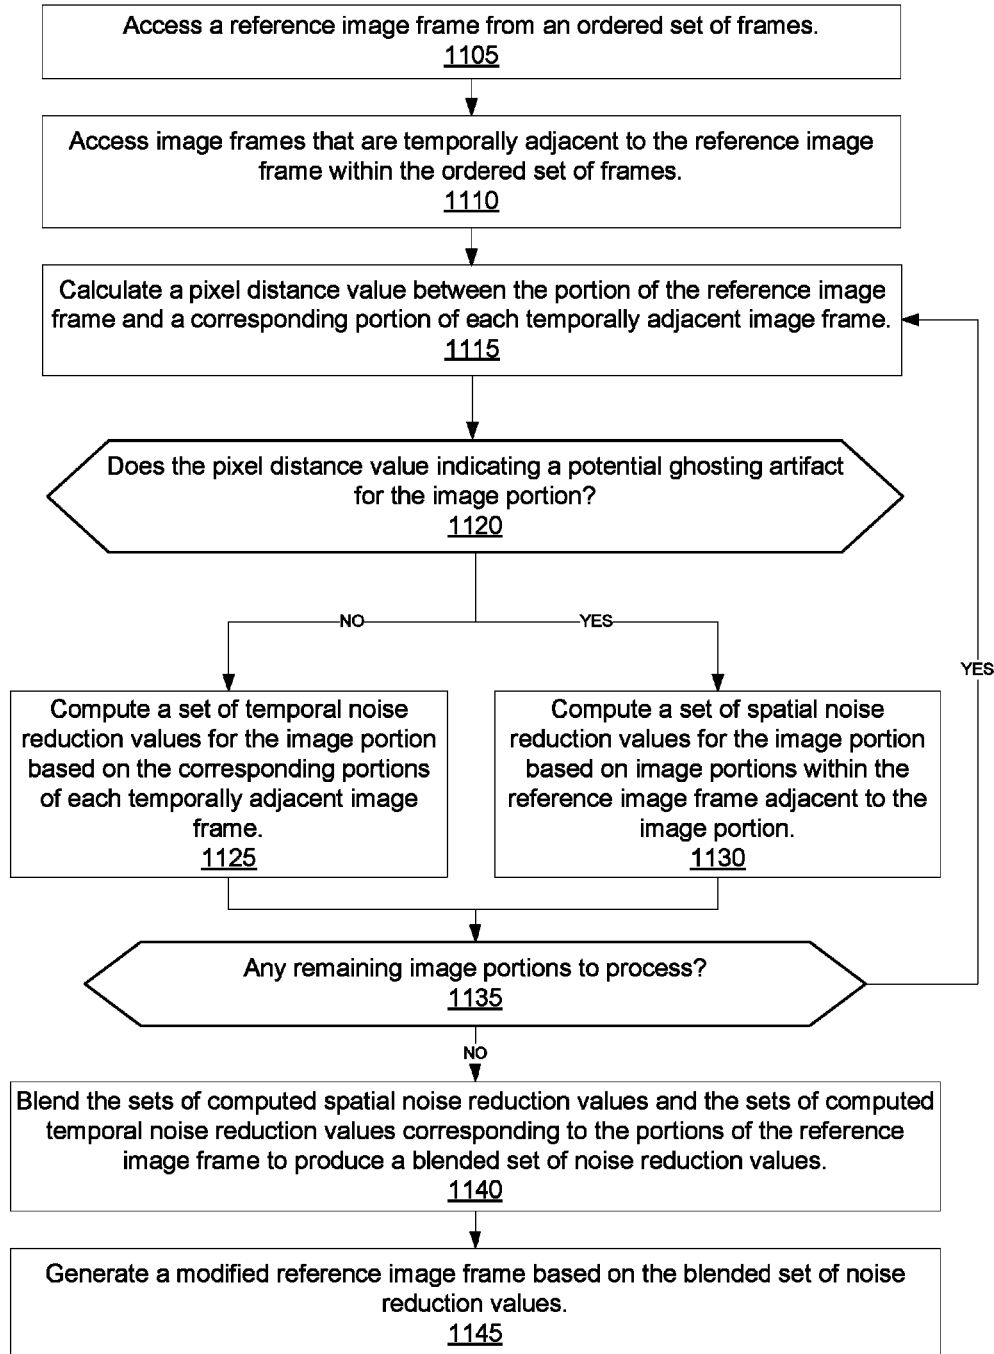 Access a reference image frame from an ordered set of frames.
1105
Access image frames that are temporally adjacent to the reference image
frame within the ordered set of frames.
1110
Calculate a pixel distance value between the portion of the reference image
frame and a corresponding portion of each temporally adjacent image frame.
1115
Does the pixel distance value indicating a potential ghosting artifact
for the image portion?
1120
NO
YES
YES
Compute a set of temporal noise
reduction values for the image portion
based on the corresponding portions
of each temporally adjacent image
frame.
1125
Compute a set of spatial noise
reduction values for the image portion
based on image portions within the
reference image frame adjacent to the
image portion.
1130
Any remaining image portions to process?
1135
NO
Blend the sets of computed spatial noise reduction values and the sets of computed
temporal noise reduction values corresponding to the portions of the reference
image frame to produce a blended set of noise reduction values.
1140
Generate a modified reference image frame based on the blended set of noise
reduction values.
1145